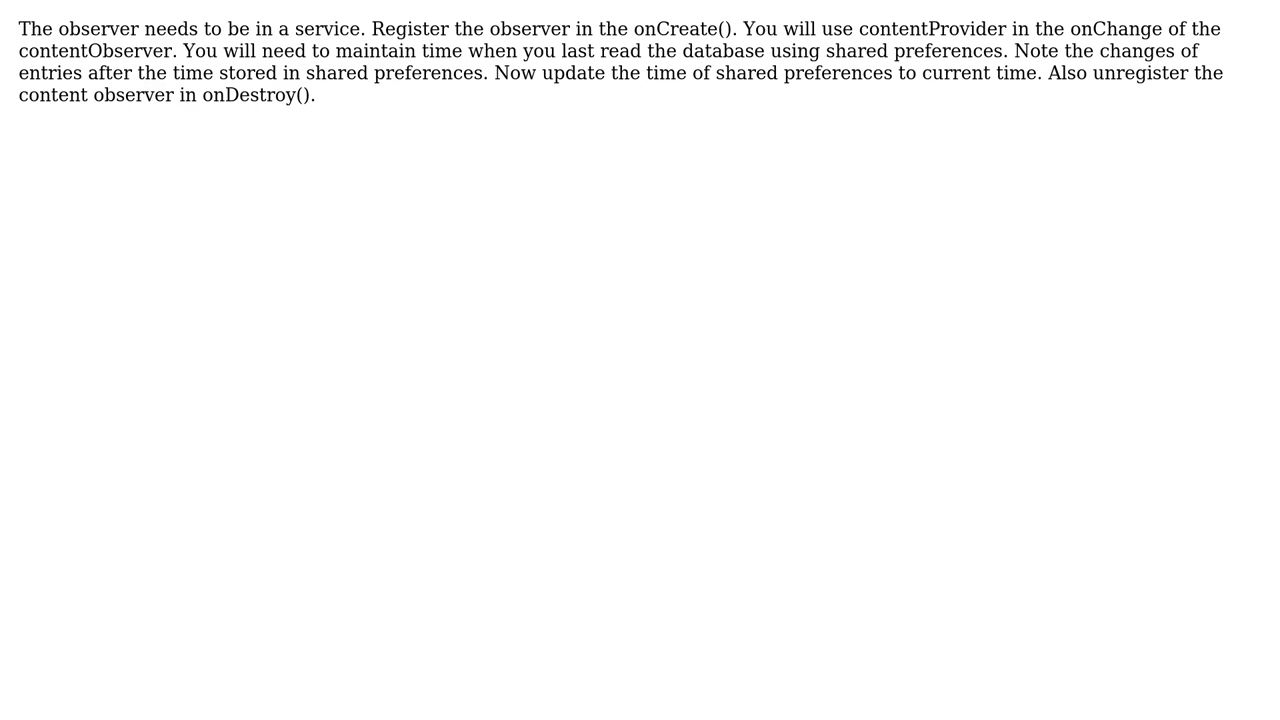 The observer needs to be in a service. Register the observer in the onCreate(). You will use contentProvider in the onChange of the
contentObserver. You will need to maintain time when you last read the database using shared preferences. Note the changes of
entries after the time stored in shared preferences. Now update the time of shared preferences to current time. Also unregister the
content observer in onDestroy().